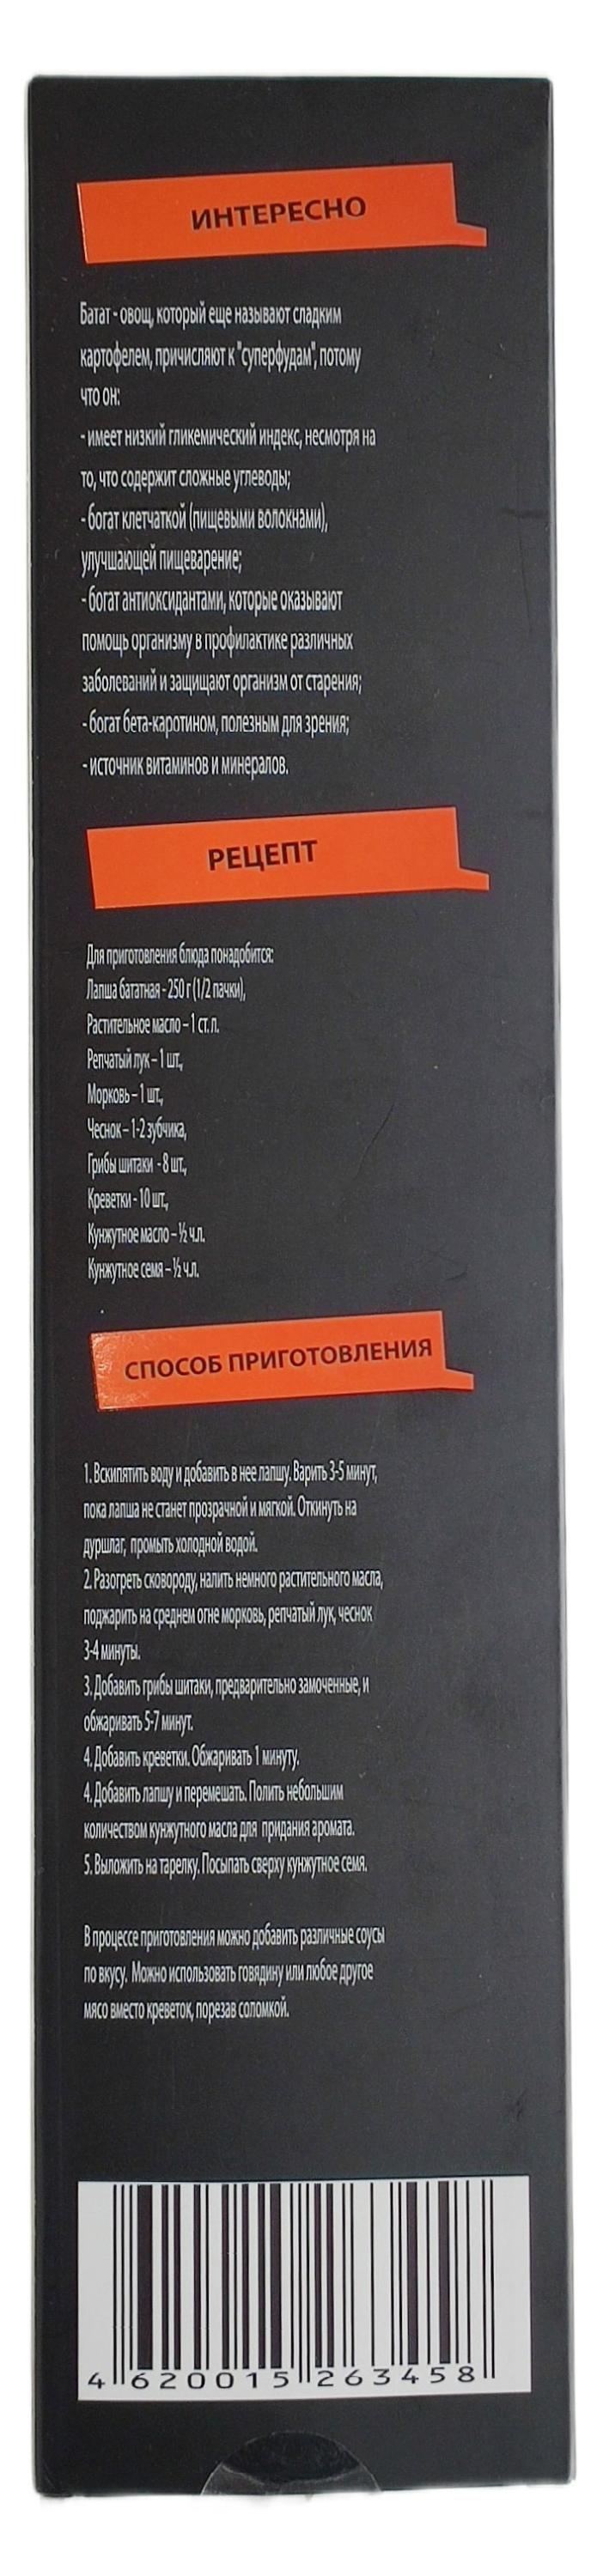 ИНТЕРЕСНО
Батат - овощ, который еще называют сладким
картофелем, причисляют к "суперфудам", потому
что он:
- имеет низкий гликемический индекс, несмотря на
то, что содержит сложные углеводы;
- богат клетчаткой (пищевыми волокнами),
улучшающей пищеварение;
- богат антиоксидантами, которые оказывают
помощь организму в профилактике различных
заболеваний и защищают организм от старения;
- богат бета-каротином, полезным для зрения;
- источник витаминов и минералов.
РЕЦЕПТ
Для приготовления блюда понадобится:
Лапша бататная - 250 г (1/2 пачки),
Растительное масло – 1 ст. л.
Репчатый лук – 1 шт.,
Морковь – 1 шт.,
Чеснок – 1-2 зубчика,
Грибы шитаки - 8 шт.,
Креветки - 10 шт.,
Кунжутное масло – ½ ч.л.
Кунжутное семя – ½ ч.л.
СПОСОБ ПРИГОТОВЛЕНИЯ
1. Вскипятить воду и добавить в нее лапшу. Варить 3-5 минут,
пока лапша не станет прозрачной и мягкой. Откинуть на
дуршлаг, промыть холодной водой.
2. Разогреть сковороду, налить немного растительного масла,
поджарить на среднем огне морковь, репчатый лук, чеснок
3-4 минуты.
3. Добавить грибы шитаки, предварительно замоченные, и
обжаривать 5-7 минут.
4. Добавить креветки. Обжаривать 1 минуту.
4. Добавить лапшу и перемешать. Полить небольшим
количеством кунжутного масла для придания аромата.
5. Выложить на тарелку. Посыпать сверху кунжутное семя.
В процессе приготовления можно добавить различные соусы
по вкусу. Можно использовать говядину или любое другое
мясо вместо креветок, порезав соломкой.
4 620015 263458